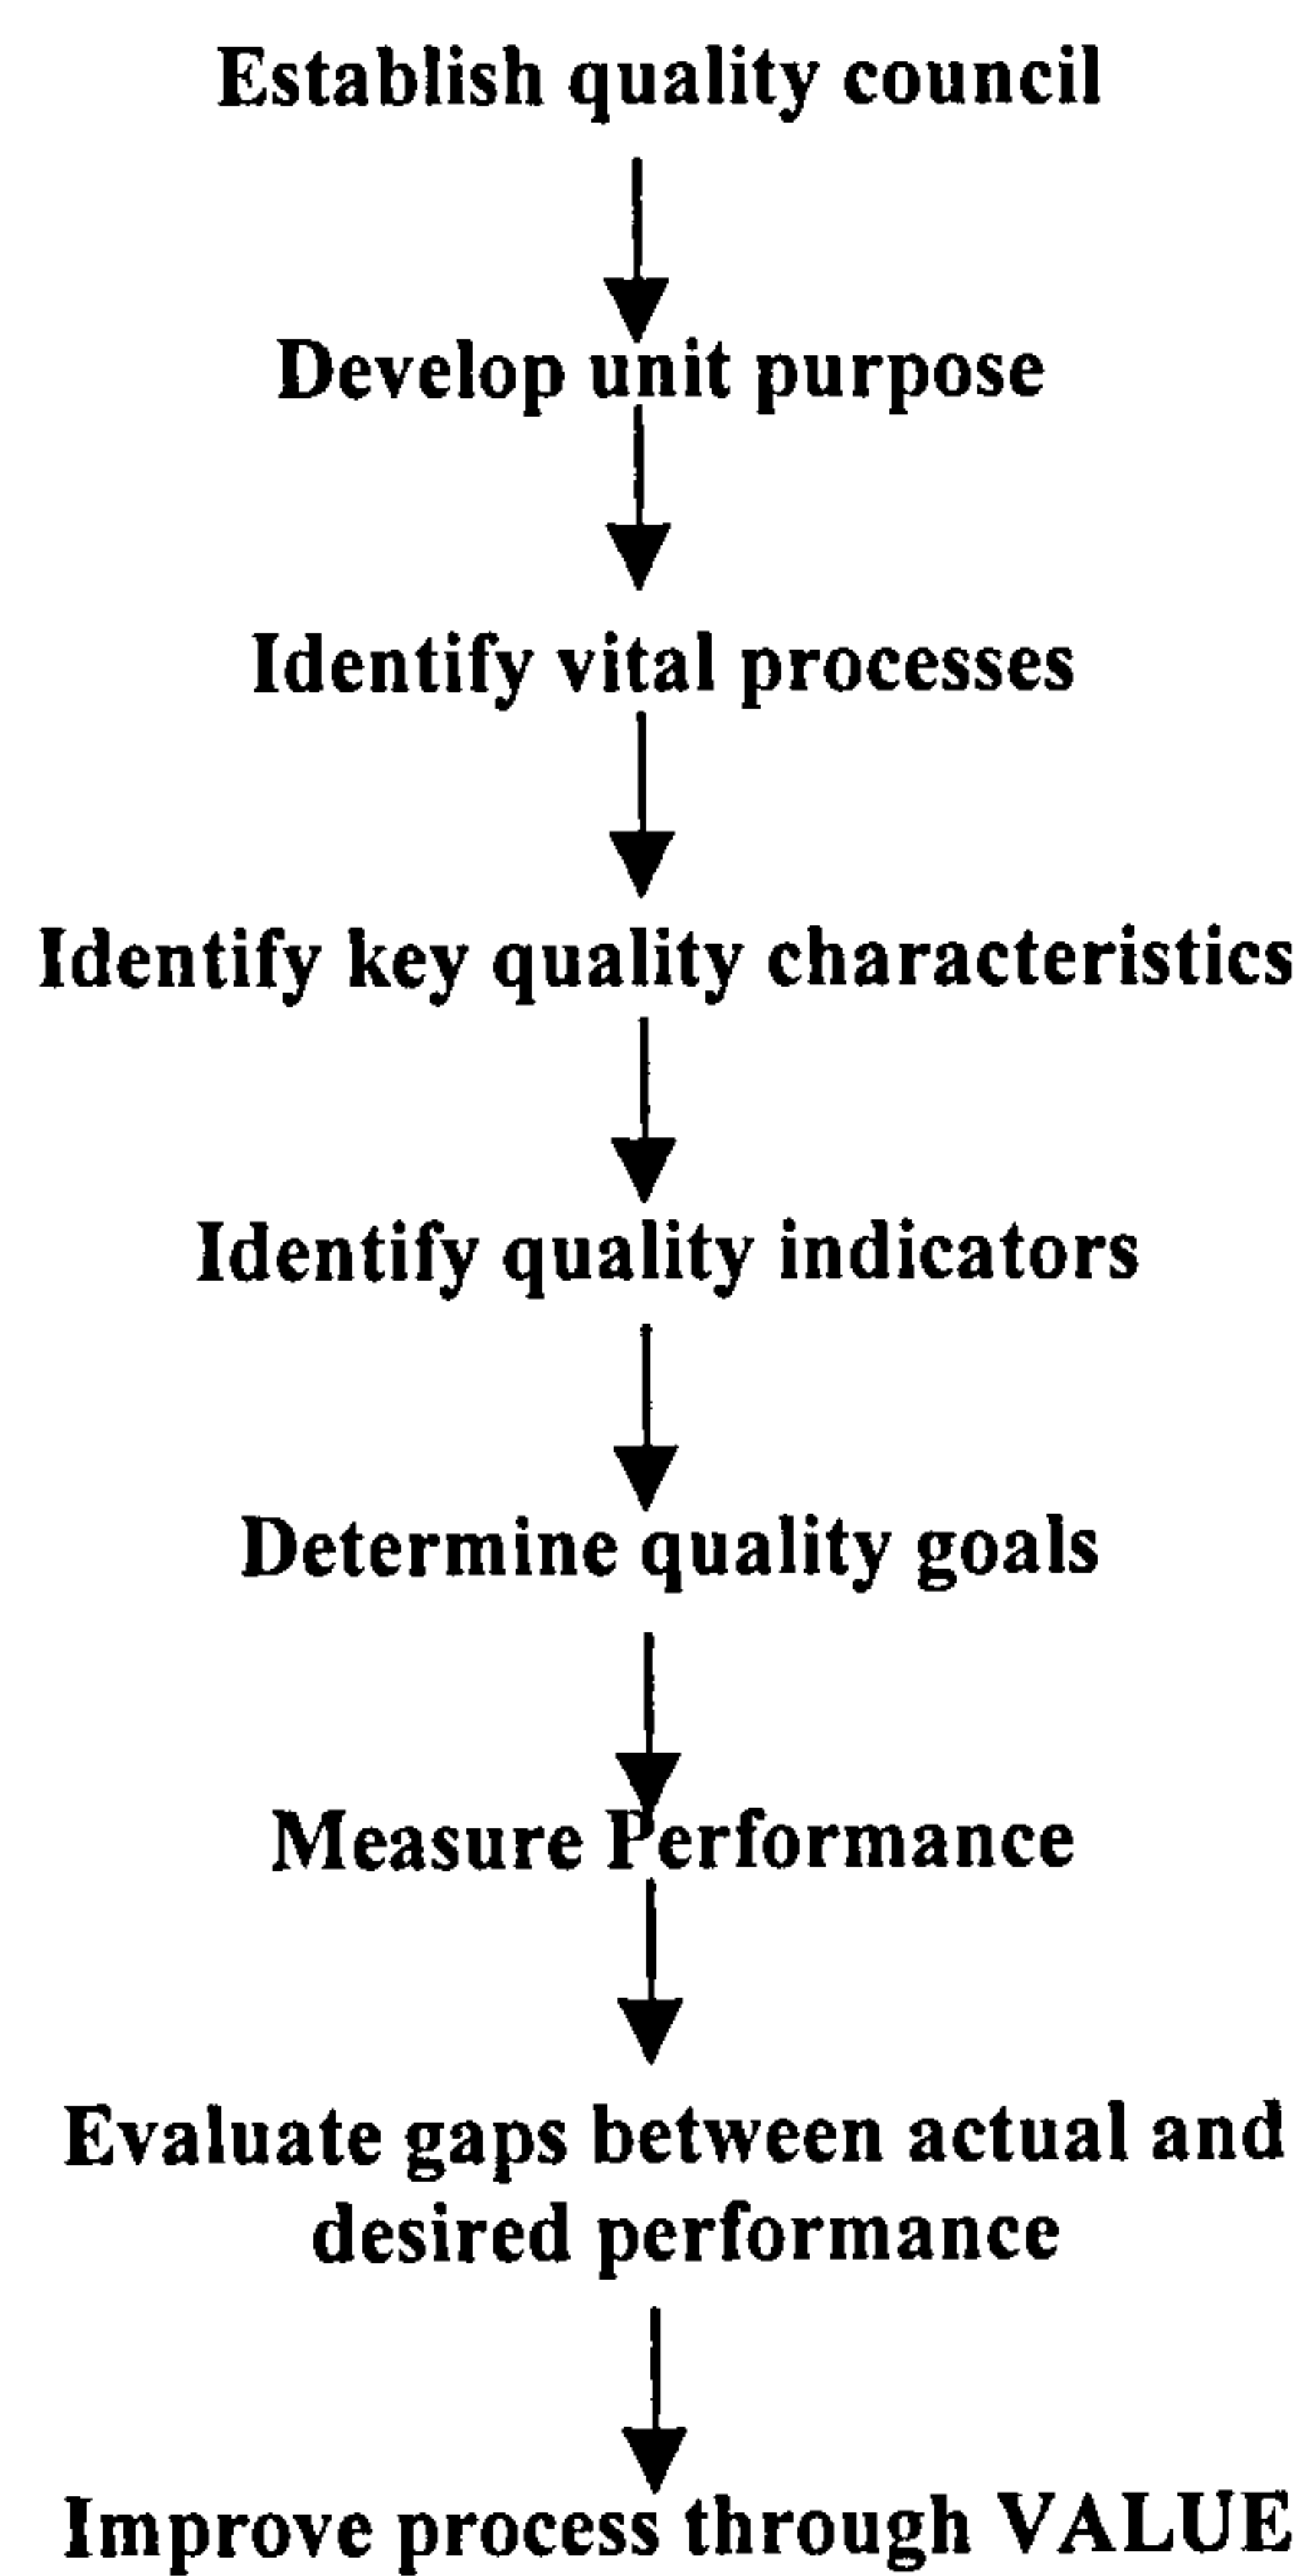 Establish quality council
Develop unit purpose
Identify vital processes
Identify key quality characteristics
Identify quality indicators
Determine quality goals
Measure Performance
Evaluate gaps between actual and
desired performance
Improve process through VALUE